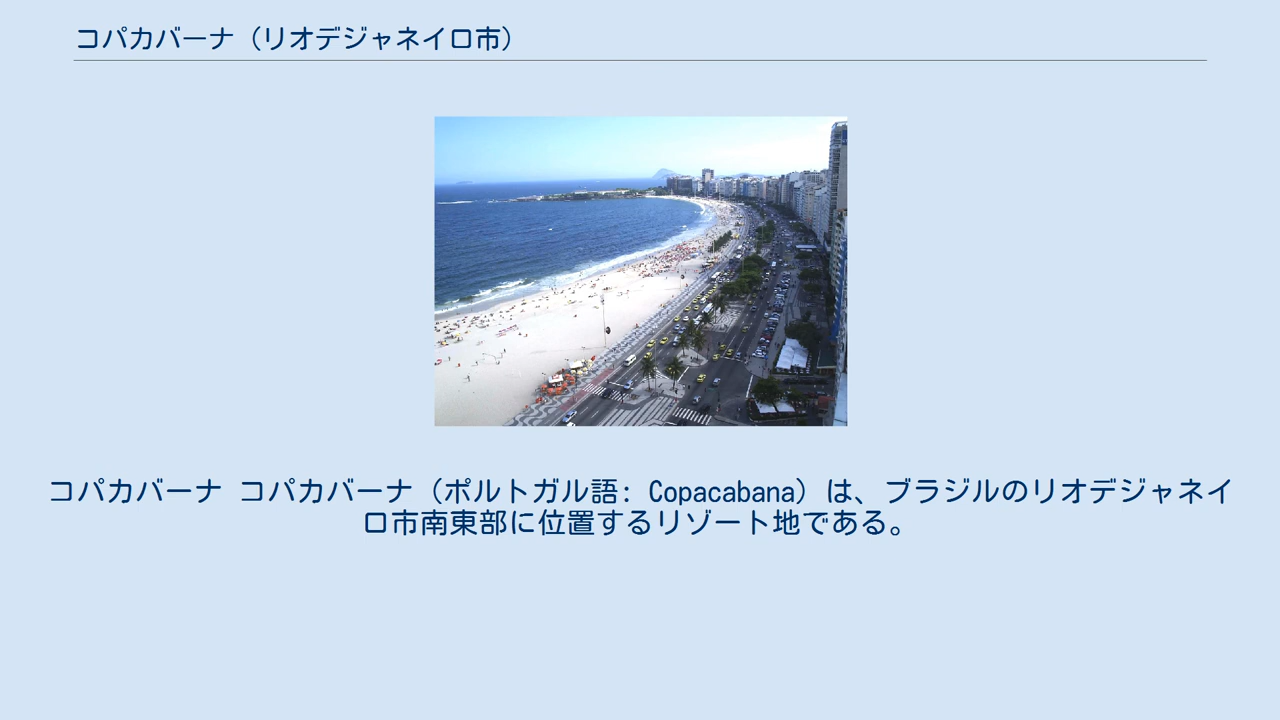 コパカバーナ（リオデジャネイロ市）
コパカバーナ コパカバーナ（ポルトガル語: Copacabana）は、ブラジルのリオデジャネイ
ロ市南東部に位置するリゾート地である。